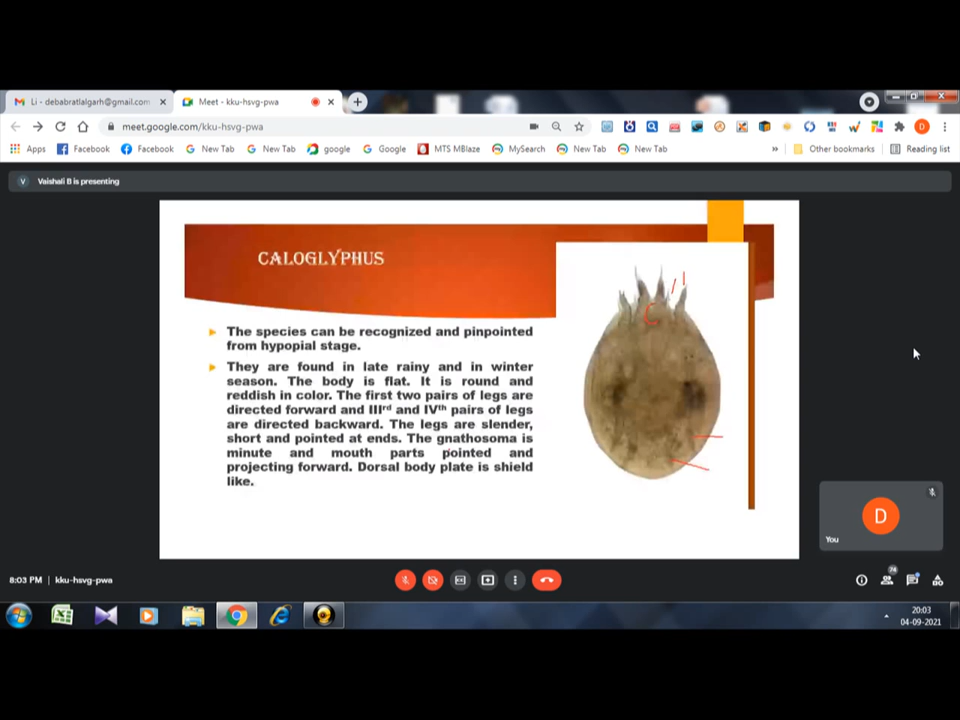 Li - debabratlalgarh@gmail.com
Meet - kku-hsvg-pwa
meet.google.com/kku-hsvg-pwa
D
Apps
Facebook
Facebook
New Tab
New Tab
google
Google
MTS MBlaze
MySearch
New Tab
New Tab
»
Other bookmarks
Reading list
V
Vaishali B is presenting
CALOGLYPHUS
The species can be recognized and pinpointed
from hypopial stage.
They are found in late rainy and in winter
season. The body is flat. It is round and
reddish in color. The first two pairs of legs are
directed forward and IIIrd and IVth pairs of legs
are directed backward. The legs are slender,
short and pointed at ends. The gnathosoma is
minute and mouth parts pointed and
projecting forward. Dorsal body plate is shield
like.
D
You
8:03 PM | kku-hsvg-pwa
20:03
04-09-2021